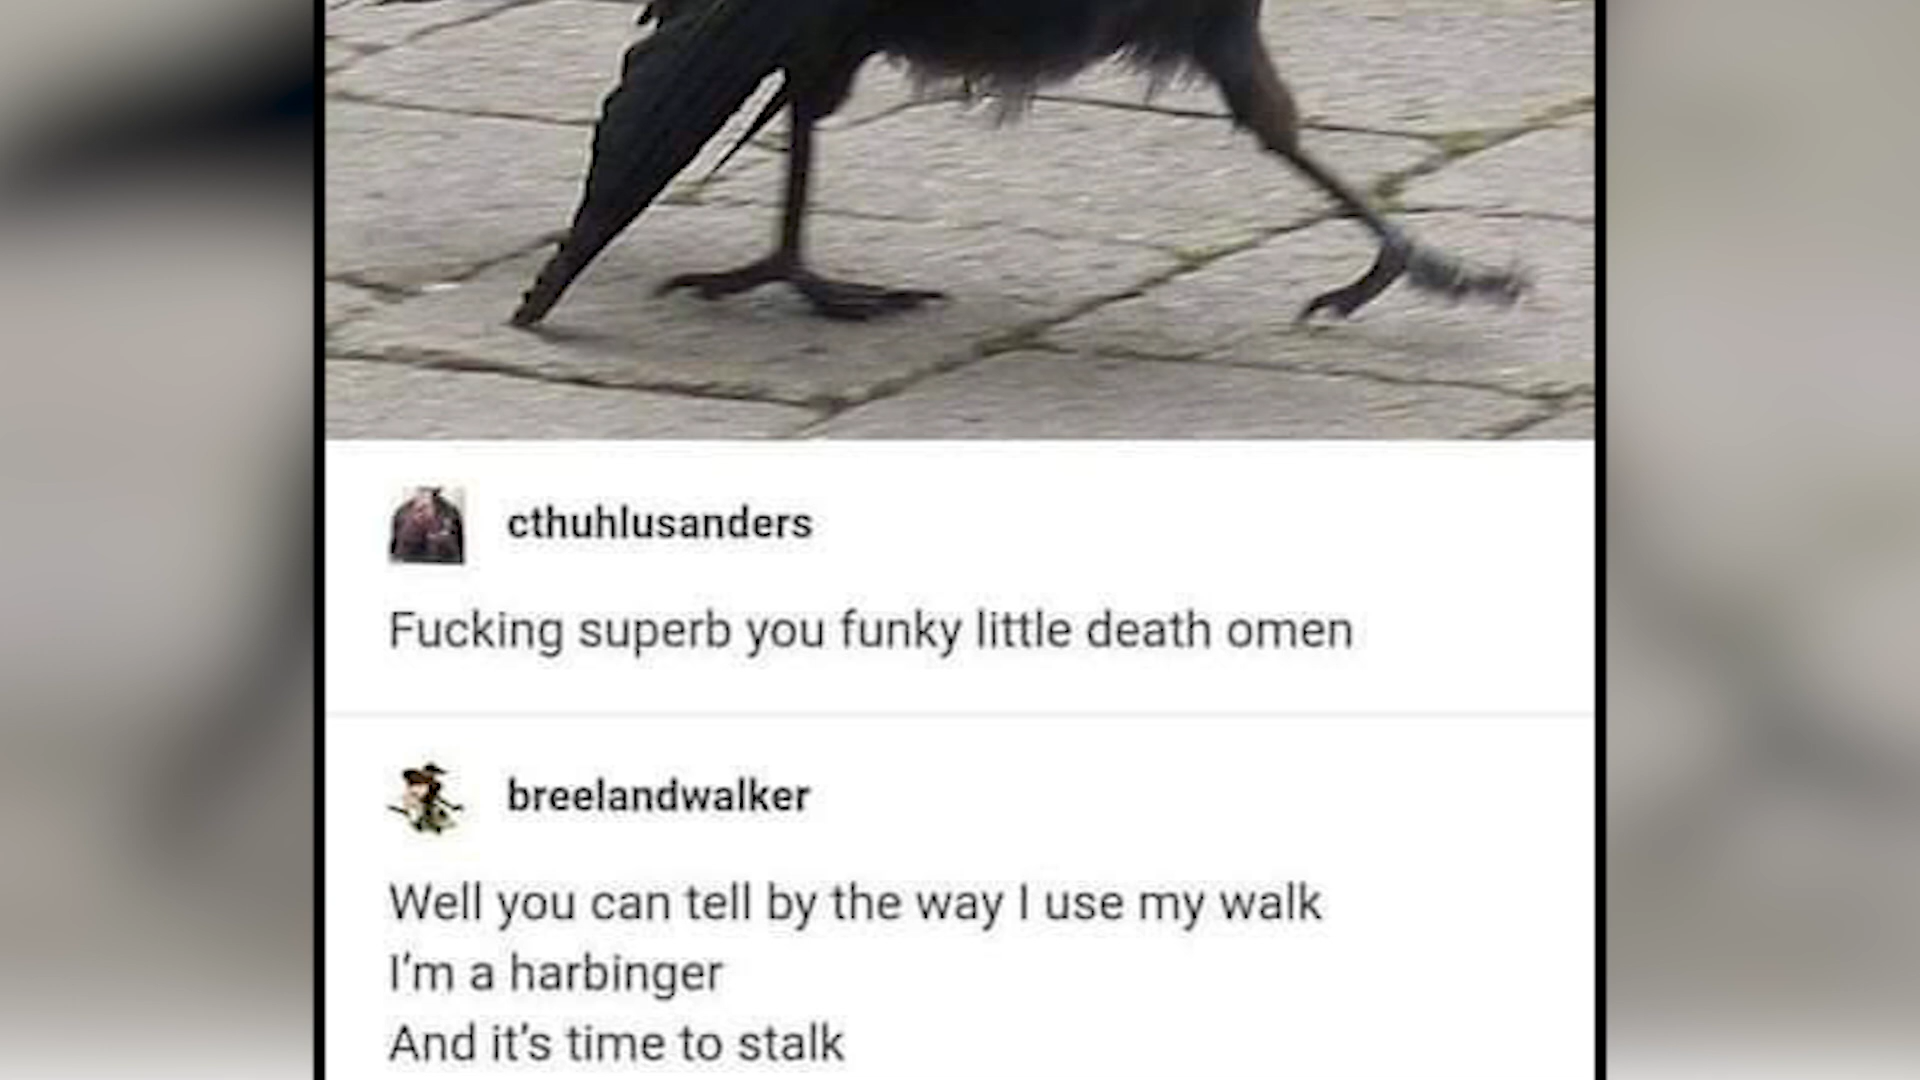 cthuhlusanders
Fucking superb you funky little death omen
breelandwalker
Well you can tell by the way I use my walk
I'm a harbinger
And it's time to stalk